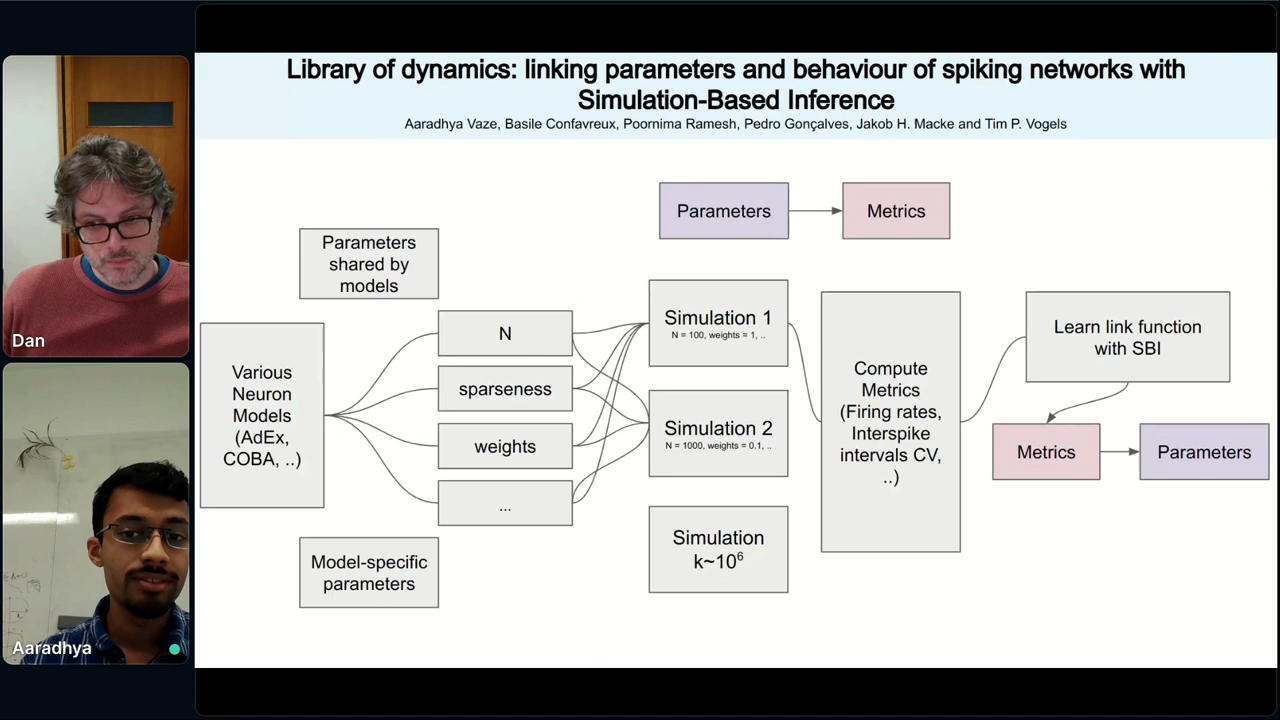 Library of dynamics: linking parameters and behaviour of spiking networks with
Simulation-Based Inference
Aaradhya Vaze, Basile Confavreux, Poornima Ramesh, Pedro Gonçalves, Jakob H. Macke and Tim P. Vogels
Parameters
Metrics
Parameters
shared by
models
Various
Neuron
Models
(AdEx,
COBA, ..)
N
sparseness
weights
...
Model-specific
parameters
Simulation 1
N = 100, weights = 1, ..
Simulation 2
N = 1000, weights = 0.1, ..
Simulation
k~10⁶
Compute
Metrics
(Firing rates,
Interspike
intervals CV,
..)
Learn link function
with SBI
Metrics
Parameters
Dan
Aaradhya